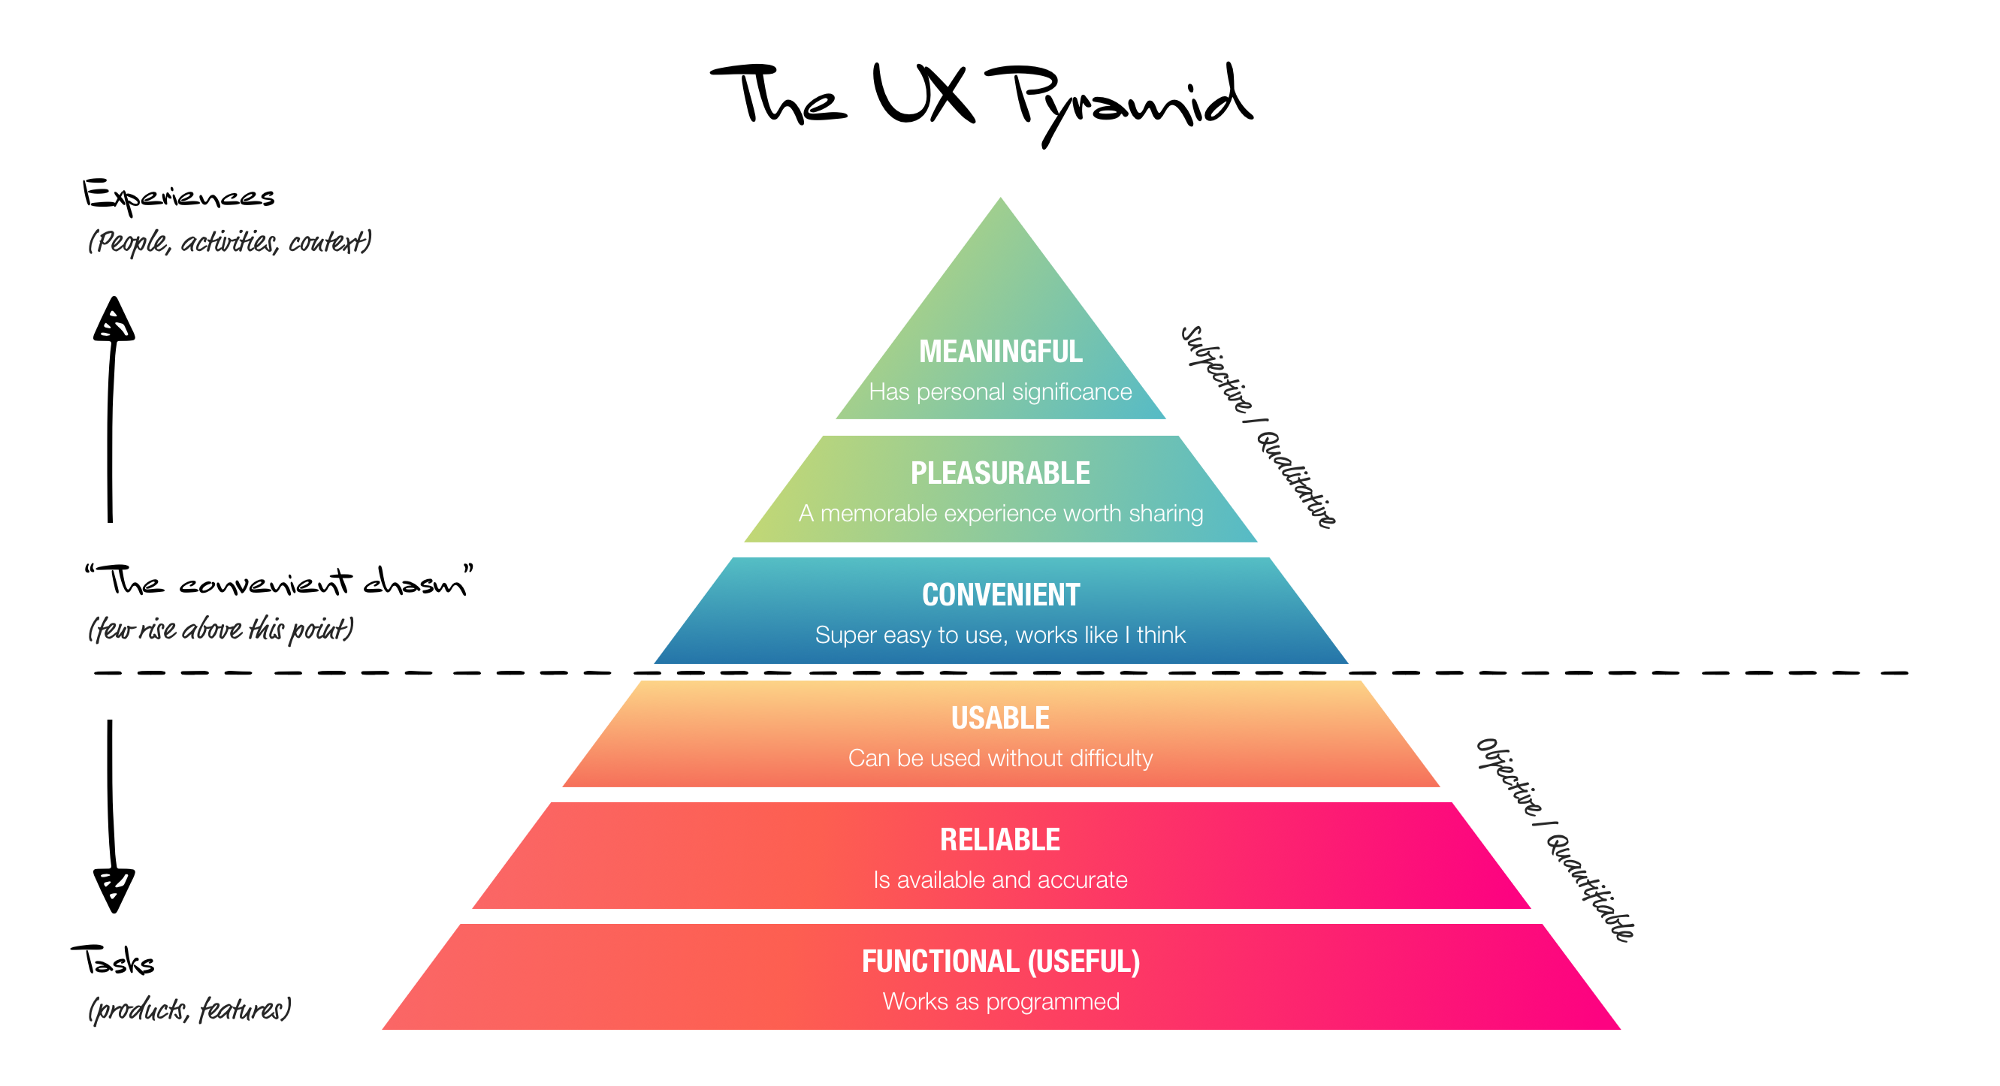 The UX Pyramid
Experiences
(People, activities, context)
MEANINGFUL
Has personal significance
Subjective / Qualitative
PLEASURABLE
A memorable experience worth sharing
"The convenient chasm"
(few rise above this point)
CONVENIENT
Super easy to use, works like I think
USABLE
Can be used without difficulty
Objective / Quantifiable
RELIABLE
Is available and accurate
Tasks
(products, features)
FUNCTIONAL (USEFUL)
Works as programmed